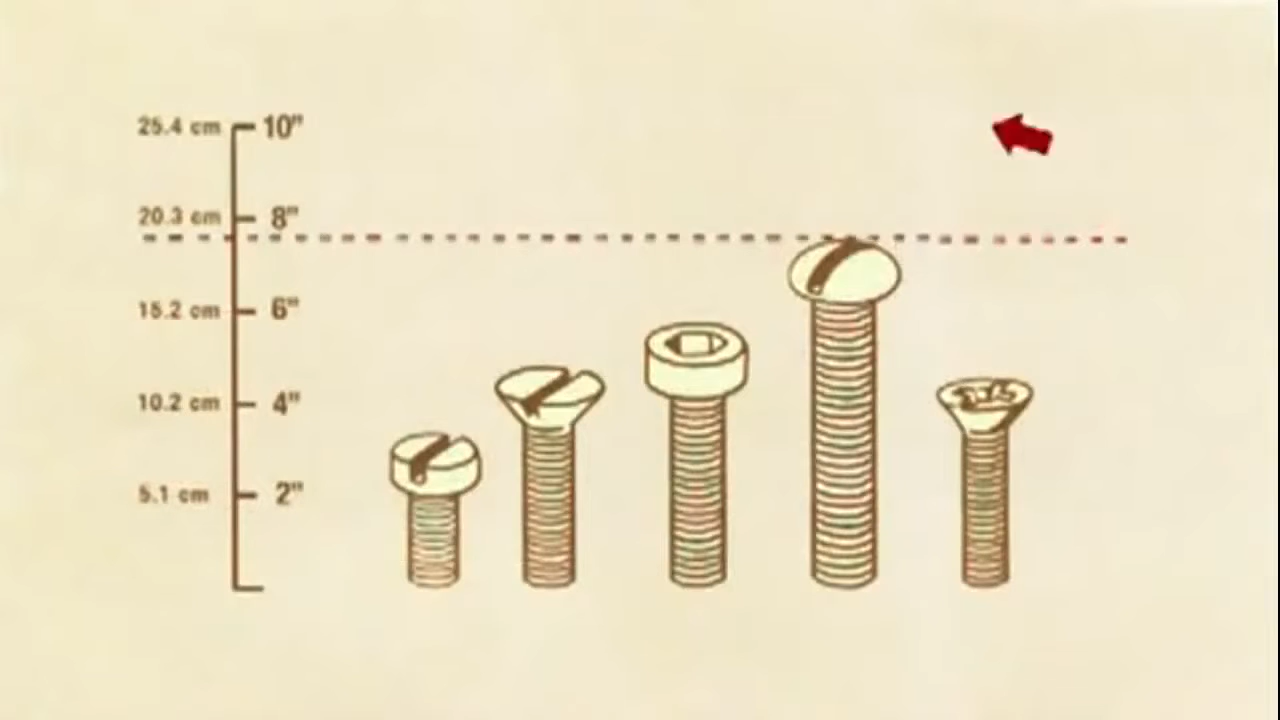 25.4 cm 10"
20.3 cm 8"
15.2 cm 6"
10.2 cm 4"
5.1 cm 2"